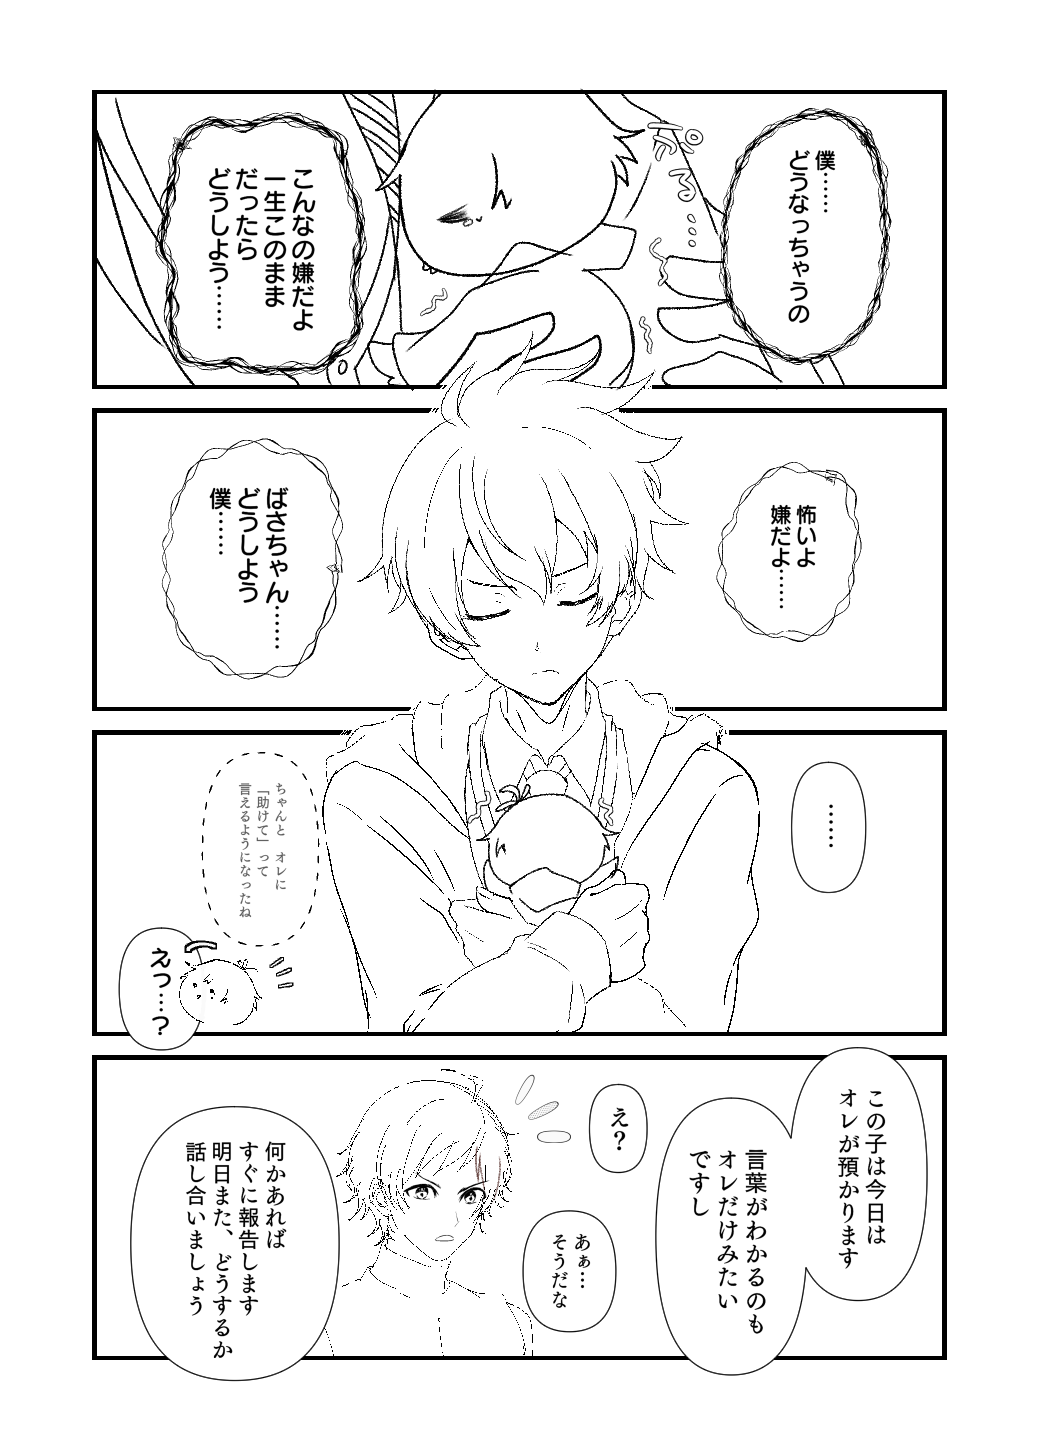 僕……
どうなっちゃうの
ぷる…
こんなの嫌だよ
一生このまま
だったら
どうしよう……
怖いよ
嫌だよ……
ばさちゃん……
どうしよう
僕……
……
ちゃんと　オレに
「助けて」って
言えるようになったね
えっ…？
この子は今日は
オレが預かります
言葉がわかるのも
オレだけみたい
ですし
え？
あぁ…
そうだな
何かあれば
すぐに報告します
明日また、どうするか
話し合いましょう